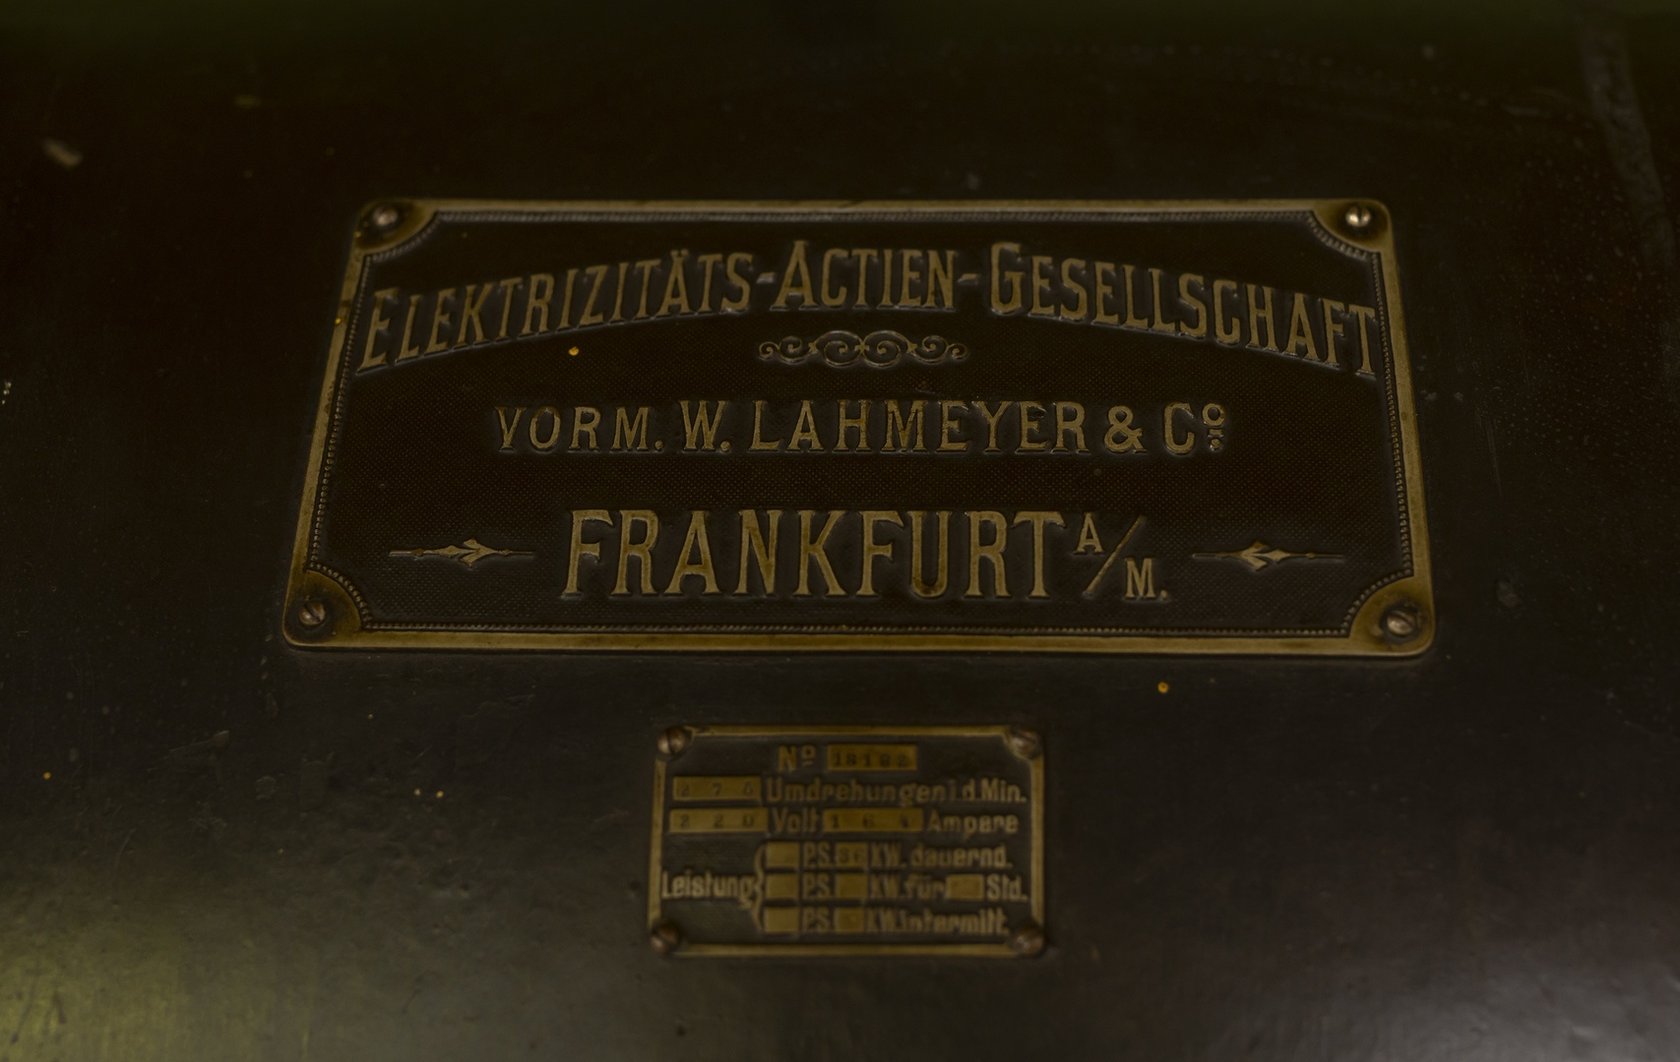 ELEKTRIZITÄTS-ACTIEN-GESELLSCHAFT
VORM. W. LAHMEYER & Co.
FRANKFURT A/M.
No 18182
Umdrehungen i.d. Min.
220 Volt Ampere
P.S. KW. dauernd.
Leistung P.S. KW. für Std.
P.S. KW. intermitt.